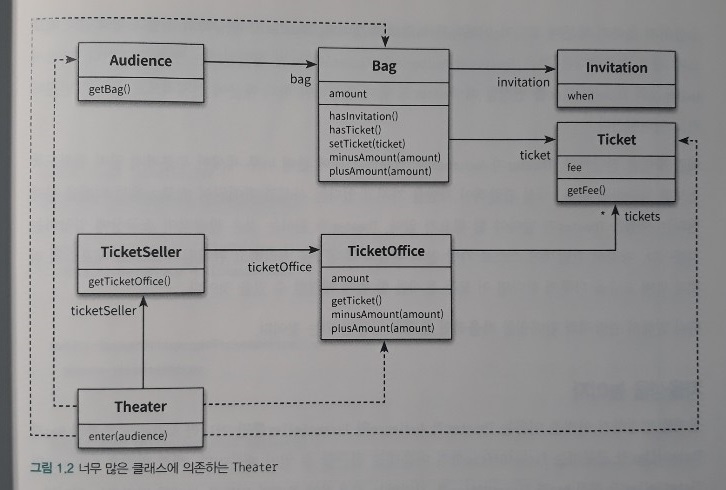 Audience
getBag()
bag
Bag
amount
hasInvitation()
hasTicket()
setTicket(ticket)
minusAmount(amount)
plusAmount(amount)
invitation
Invitation
when
ticket
Ticket
fee
getFee()
* tickets
TicketSeller
getTicketOffice()
ticketOffice
TicketOffice
amount
getTicket()
minusAmount(amount)
plusAmount(amount)
ticketSeller
Theater
enter(audience)
그림 1.2 너무 많은 클래스에 의존하는 Theater